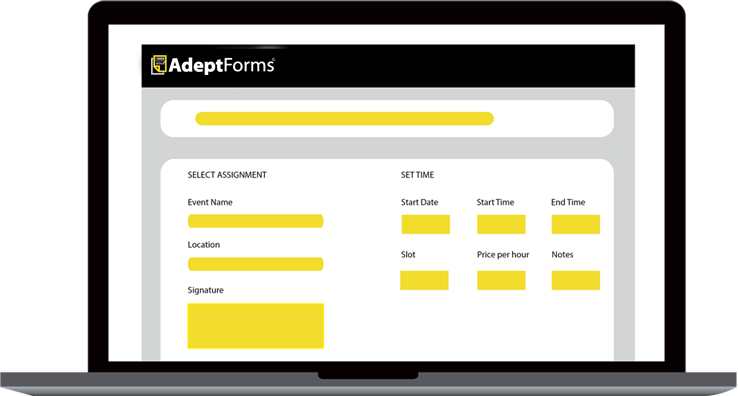 AdeptForms
SELECT ASSIGNMENT
Event Name
Location
Signature
SET TIME
Start Date Start Time End Time
Slot Price per hour Notes